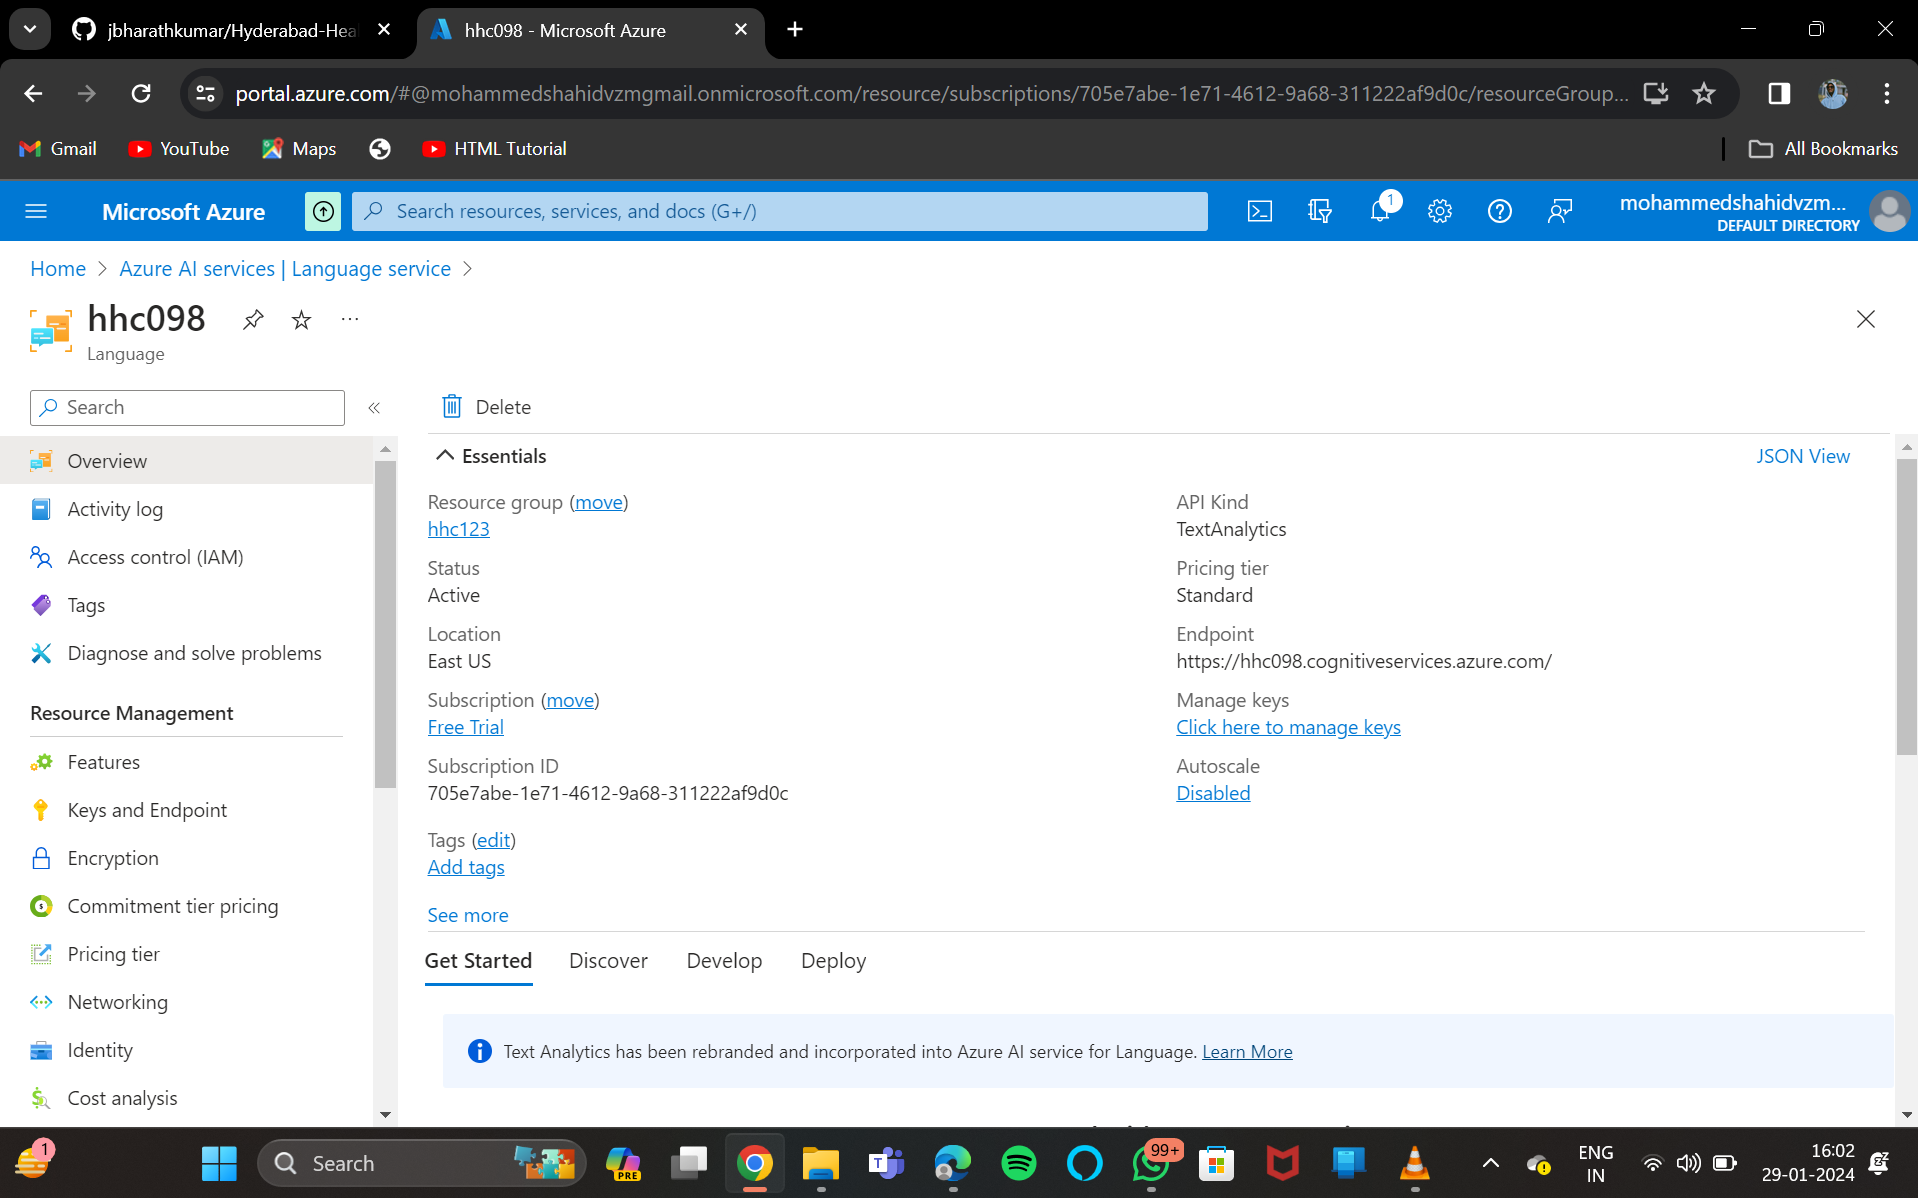 jbharathkumar/Hyderabad-Hea
hhc098 - Microsoft Azure
portal.azure.com/#@mohammedshahidvzmgmail.onmicrosoft.com/resource/subscriptions/705e7abe-1e71-4612-9a68-311222af9d0c/resourceGroup...
Gmail
YouTube
Maps
HTML Tutorial
All Bookmarks
Microsoft Azure
Search resources, services, and docs (G+/)
1
mohammedshahidvzm...
DEFAULT DIRECTORY
Home > Azure AI services | Language service >
hhc098
Language
Search
Delete
Overview
Activity log
Access control (IAM)
Tags
Diagnose and solve problems
Resource Management
Features
Keys and Endpoint
Encryption
Commitment tier pricing
Pricing tier
Networking
Identity
Cost analysis
Essentials
JSON View
Resource group (move)
hhc123
Status
Active
Location
East US
Subscription (move)
Free Trial
Subscription ID
705e7abe-1e71-4612-9a68-311222af9d0c
Tags (edit)
Add tags
See more
API Kind
TextAnalytics
Pricing tier
Standard
Endpoint
https://hhc098.cognitiveservices.azure.com/
Manage keys
Click here to manage keys
Autoscale
Disabled
Get Started
Discover
Develop
Deploy
Text Analytics has been rebranded and incorporated into Azure AI service for Language. Learn More
1
Search
PRE
99+
ENG
IN
16:02
29-01-2024